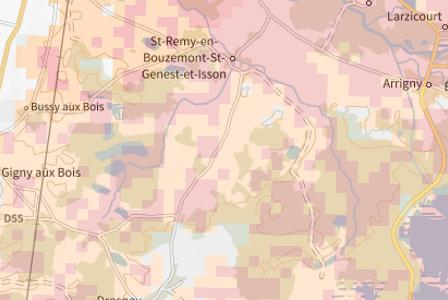 Larzicourt
St-Remy-en-
Bouzemont-St-
Genest-et-Isson
Arrigny
Bussy aux Bois
Gigny aux Bois
D55